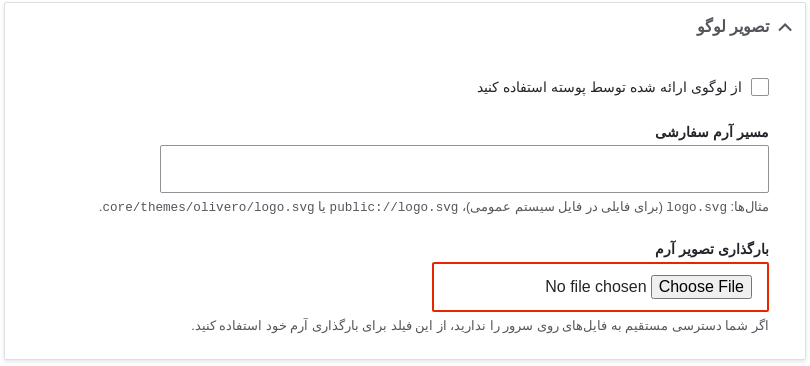 تصویر لوگو
از لوگوی ارائه شده توسط پوسته استفاده کنید
مسیر آرم سفارشی
مثال‌ها: logo.svg (برای فایلی در فایل سیستم عمومی)، public://logo.svg یا core/themes/olivero/logo.svg.
بارگذاری تصویر آرم
Choose File No file chosen
اگر شما دسترسی مستقیم به فایل‌های روی سرور را ندارید، از این فیلد برای بارگذاری آرم خود استفاده کنید.